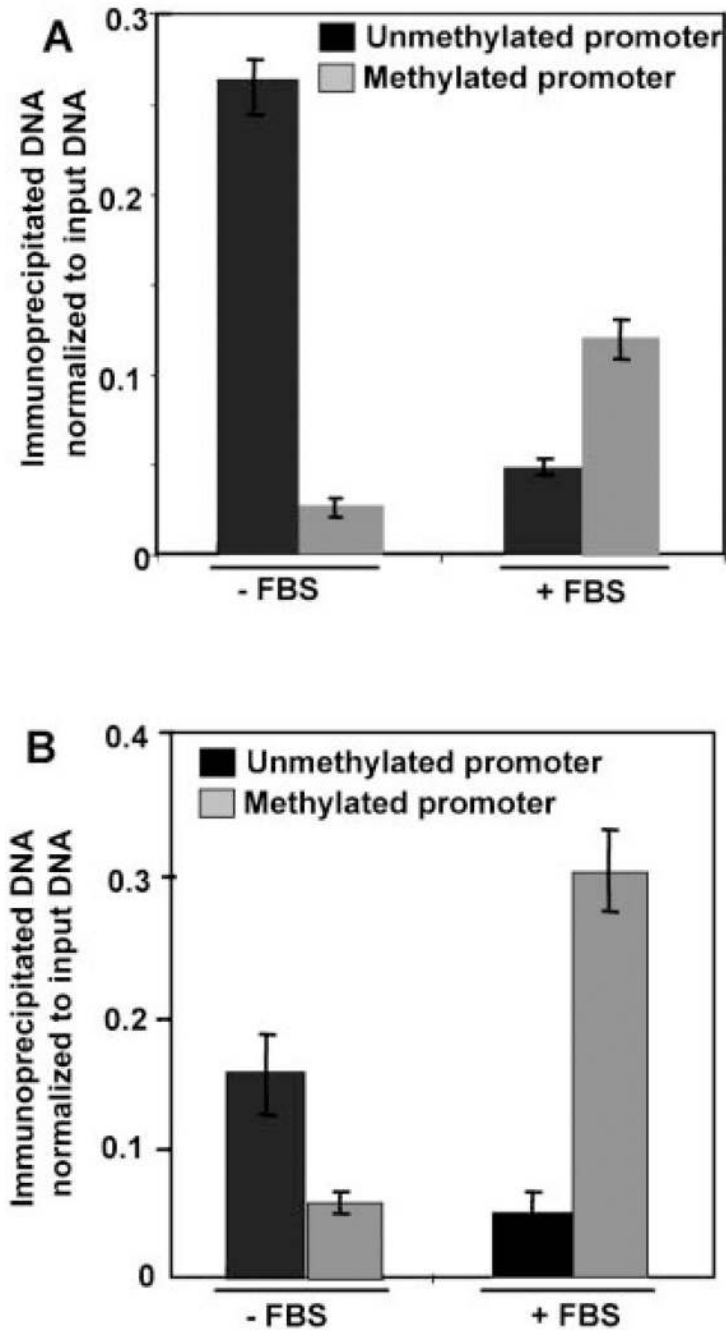 A
0.3
Unmethylated promoter
Methylated promoter
Immunoprecipitated DNA
normalized to input DNA
0.2
0.1
0
- FBS
+ FBS
B
0.4
Unmethylated promoter
Methylated promoter
Immunoprecipitated DNA
normalized to input DNA
0.3
0.2
0.1
0
- FBS
+ FBS